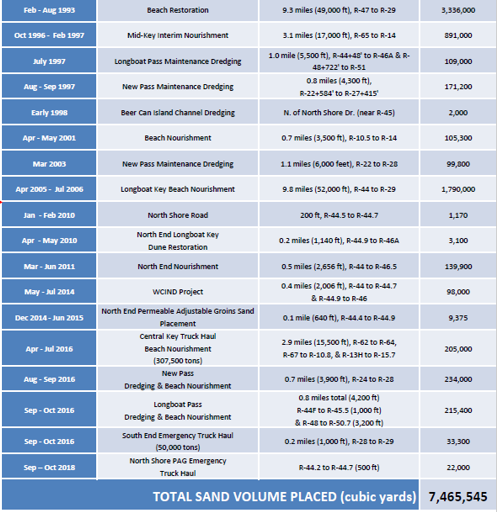 Feb - Aug 1993 Beach Restoration 9.3 miles (49,000 ft), R-47 to R-29 3,336,000
Oct 1996 - Feb 1997 Mid-Key Interim Nourishment 3.1 miles (17,000 ft), R-65 to R-14 891,000
July 1997 Longboat Pass Maintenance Dredging 1.0 mile (5,500 ft), R-44+48' to R-46A & R-
48+722' to R-51 109,000
Aug - Sep 1997 New Pass Maintenance Dredging 0.8 miles (4,300 ft),
R-22+584' to R-27+415' 171,200
Early 1998 Beer Can Island Channel Dredging N. of North Shore Dr. (near R-45) 2,000
Apr - May 2001 Beach Nourishment 0.7 miles (3,500 ft), R-10.5 to R-14 105,300
Mar 2003 New Pass Maintenance Dredging 1.1 miles (6,000 feet), R-22 to R-28 99,800
Apr 2005 - Jul 2006 Longboat Key Beach Nourishment 9.8 miles (52,000 ft), R-44 to R-29 1,790,000
Jan - Feb 2010 North Shore Road 200 ft, R-44.5 to R-44.7 1,170
Apr - May 2010 North End Longboat Key
Dune Restoration 0.2 miles (1,140 ft), R-44.9 to R-46A 3,100
Mar - Jun 2011 North End Nourishment 0.5 miles (2,656 ft), R-44 to R-46.5 139,900
May - Jul 2014 WCIND Project 0.4 miles (2,006 ft), R-44 to R-44.7
& R-44.9 to R-46 98,000
Dec 2014 - Jun 2015 North End Permeable Adjustable Groins Sand
Placement 0.1 mile (640 ft), R-44.4 to R-44.9 9,375
Apr - Jul 2016 Central Key Truck Haul
Beach Nourishment
(307,500 tons) 2.9 miles (15,500 ft), R-62 to R-64,
R-67 to R-10.8, & R-13H to R-15.7 205,000
Aug - Sep 2016 New Pass
Dredging & Beach Nourishment 0.7 miles (3,900 ft), R-24 to R-28 234,000
Sep - Oct 2016 Longboat Pass
Dredging & Beach Nourishment 0.8 miles total (4,200 ft)
R-44F to R-45.5 (1,000 ft)
& R-48 to R-50.7 (3,200 ft) 215,400
Sep - Oct 2016 South End Emergency Truck Haul
(50,000 tons) 0.2 miles (1,000 ft), R-28 to R-29 33,300
Sep – Oct 2018 North Shore PAG Emergency
Truck Haul R-44.2 to R-44.7 (500 ft) 22,000
TOTAL SAND VOLUME PLACED (cubic yards) 7,465,545